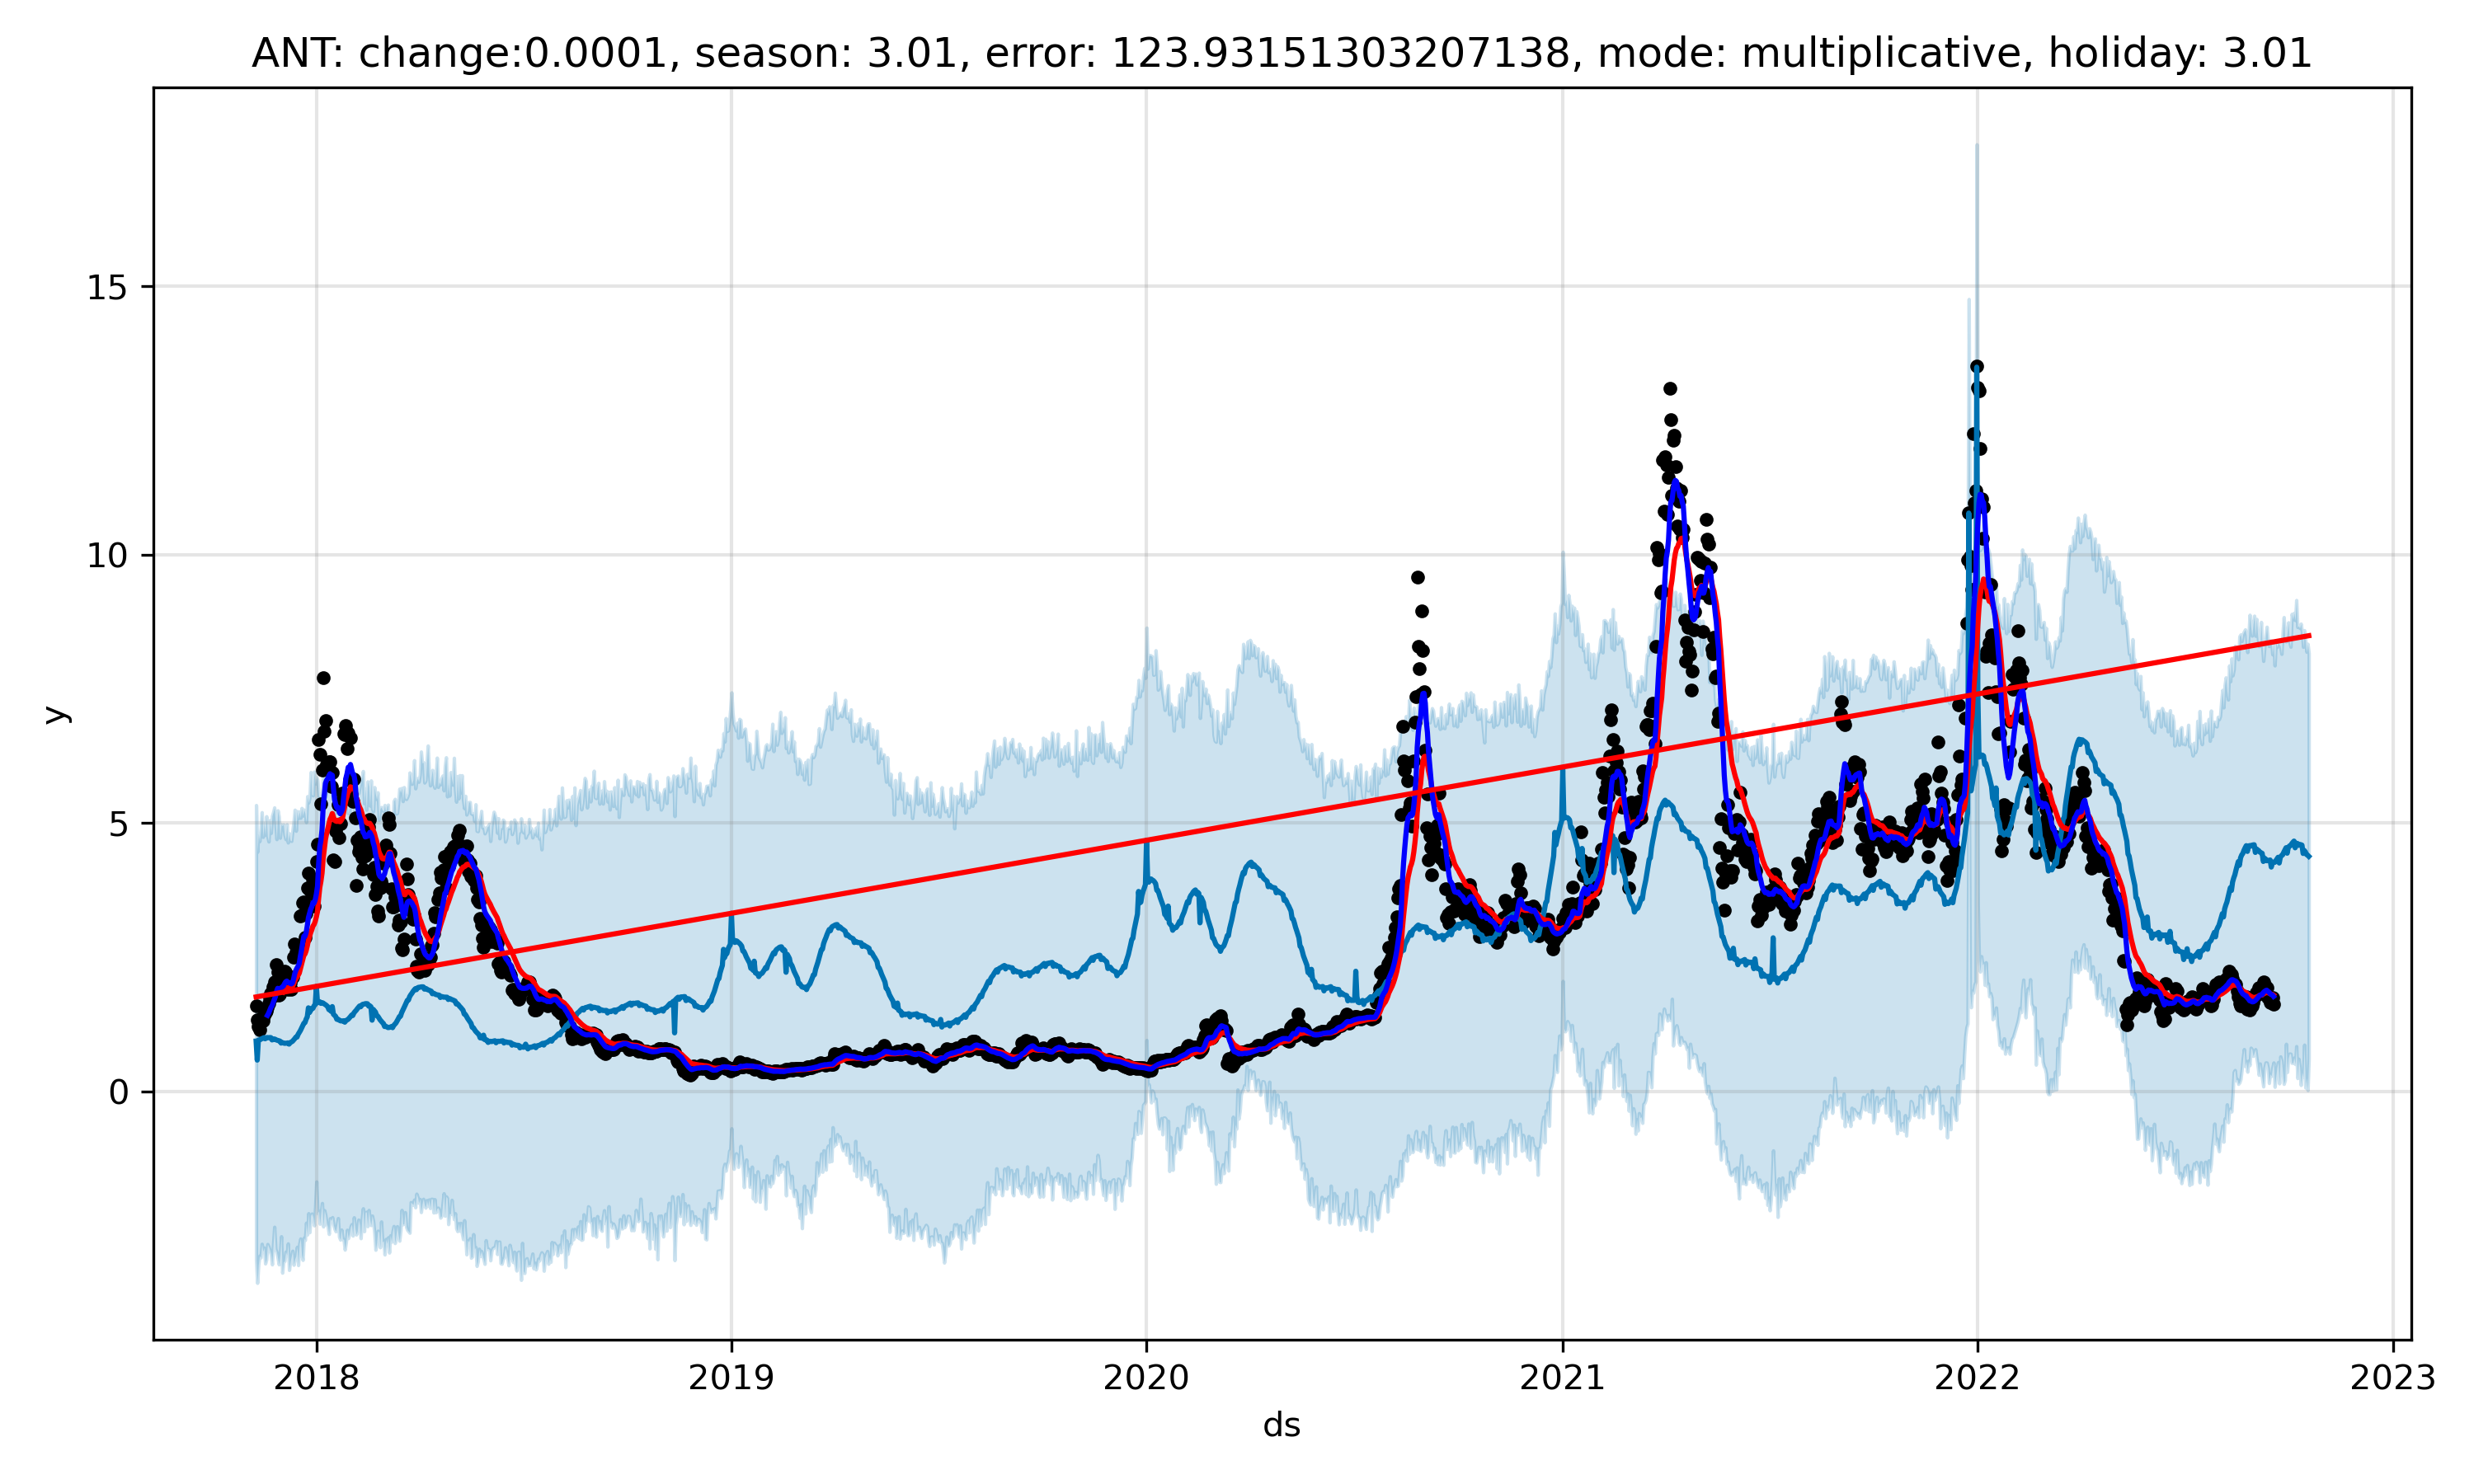 ANT: change:0.0001, season: 3.01, error: 123.93151303207138, mode: multiplicative, holiday: 3.01
y
15
10
5
0
2018 2019 2020 2021 2022 2023
ds